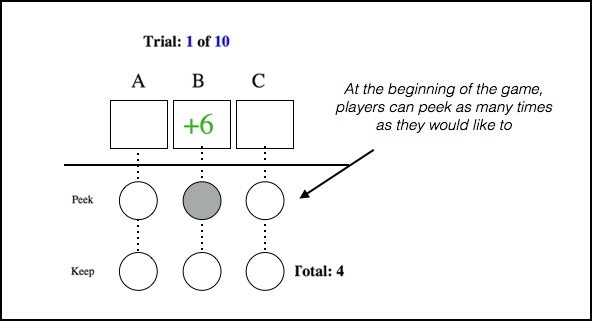 Trial: 1 of 10
A B C
At the beginning of the game,
players can peek as many times
as they would like to
+6
Peek
Keep
Total: 4